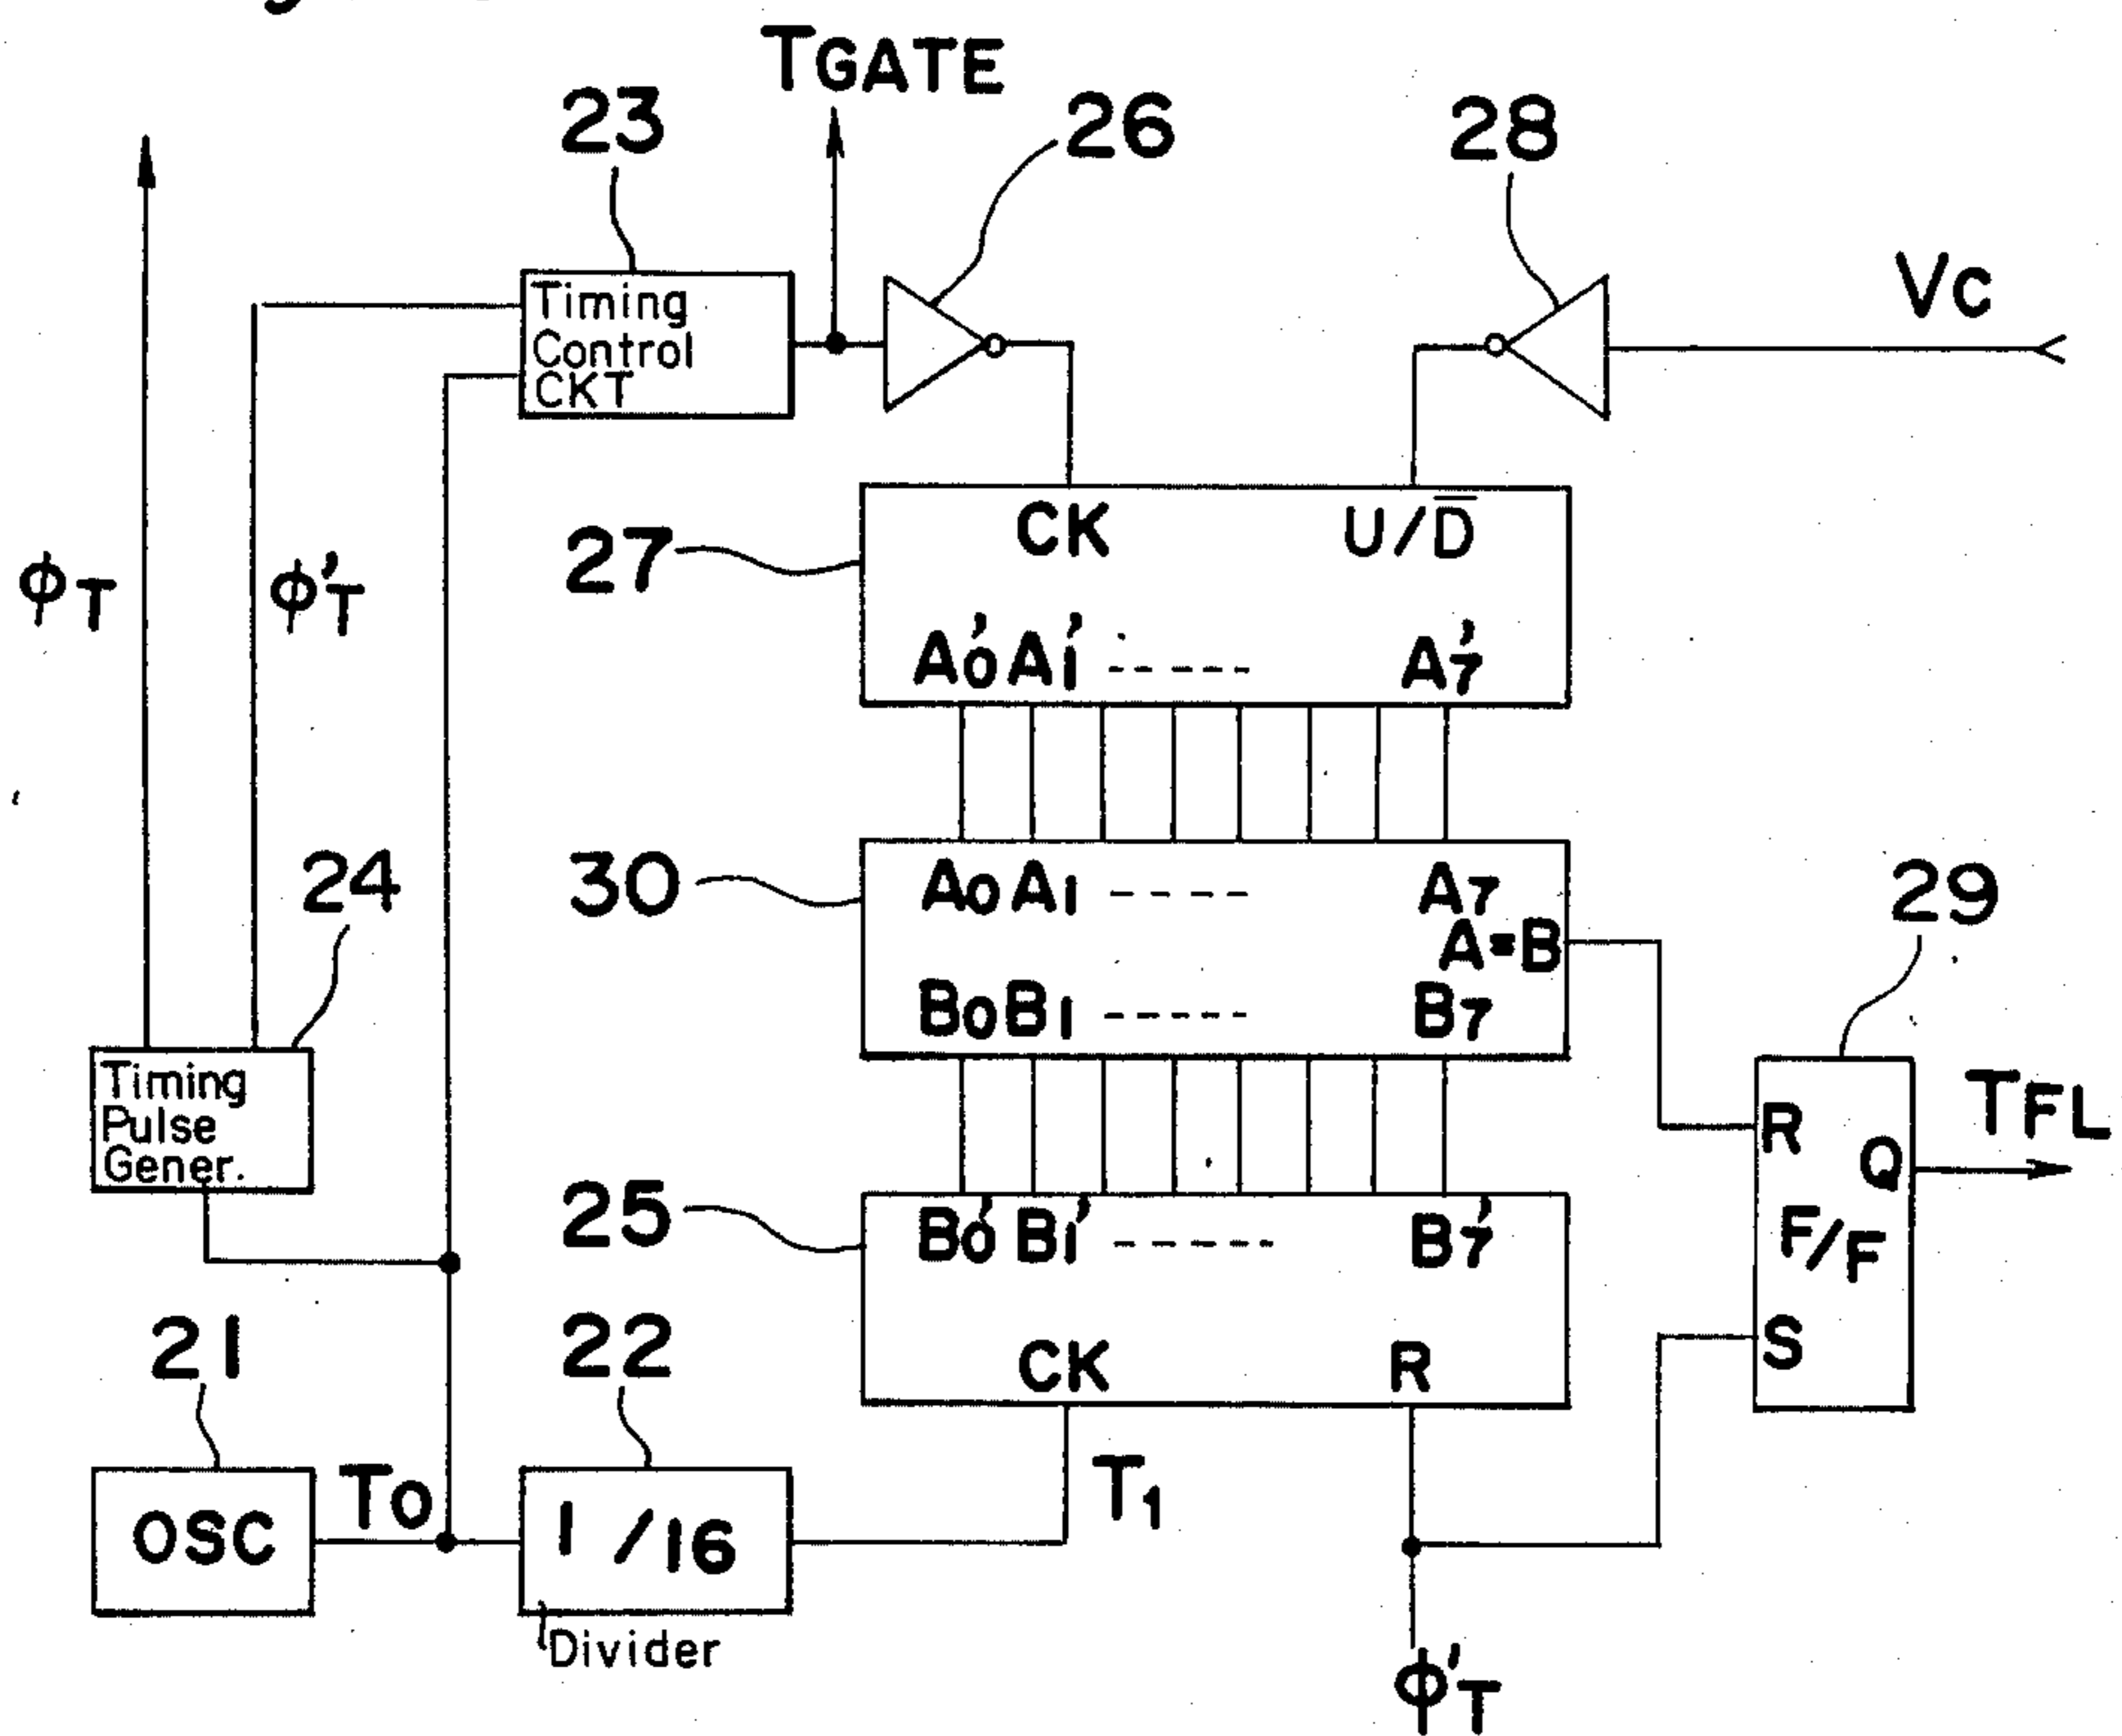 TGATE
23
26
28
Timing
Control
CKT
VC
CK U/D̅
27
ϕT
ϕ'T
A'0 A'1 ----- A'7
24
30
A0 A1 ---- A7
A=B
29
B0 B1 ----- B7
Timing
Pulse
Gener.
R
Q
TFL
25
B'0 B'1 ----- B'7
F/F
21
22
CK R
S
T0
T1
OSC
1/16
Divider
ϕ'T